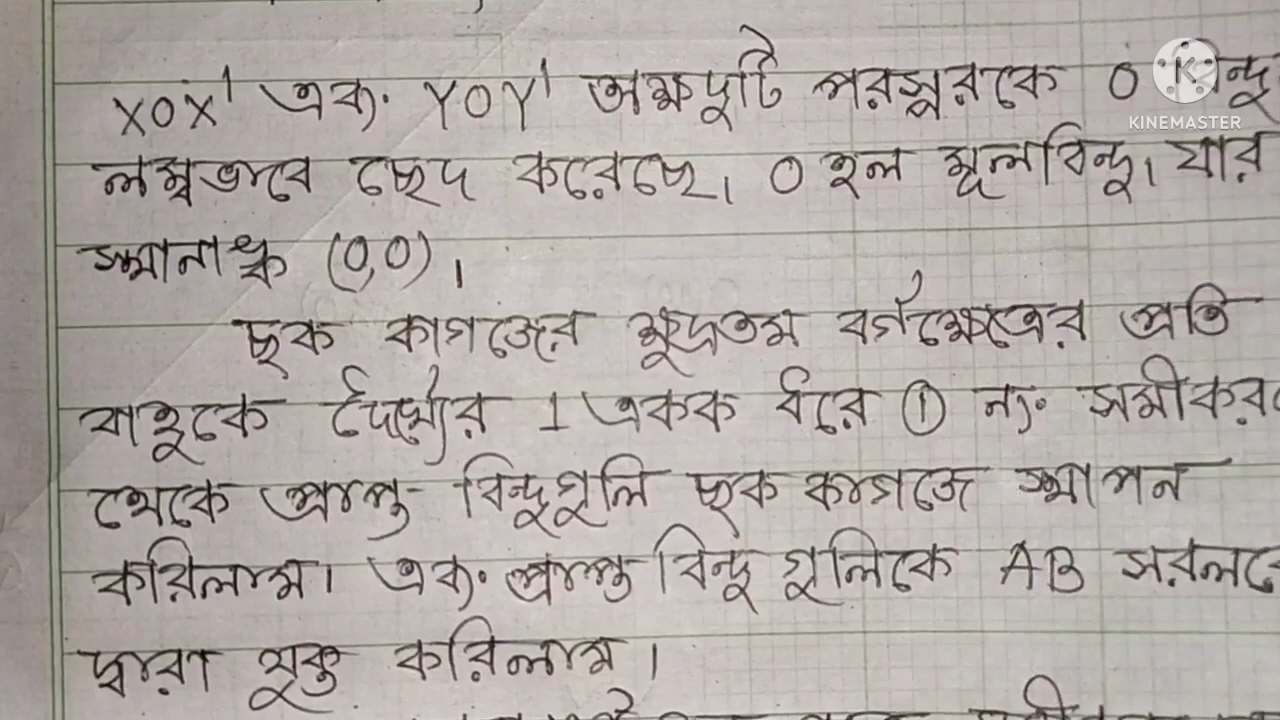 XOX' এবং YOY' অক্ষদুটি পরস্পরকে O বিন্দু
KINEMASTER
লম্বভাবে ছেদ করেছে। O হল মূলবিন্দু। যার
স্থানাঙ্ক (0,0)।
ছক কাগজের ক্ষুদ্রতম বর্গক্ষেত্রের প্রতি
বাহুকে দৈর্ঘ্যের 1 একক ধরে ① নং সমীকরণ
থেকে প্রাপ্ত বিন্দুগুলি ছক কাগজে স্থাপন
করিলাম। এবং প্রাপ্ত বিন্দু গুলিকে AB সরলরে
দ্বারা যুক্ত করিলাম।